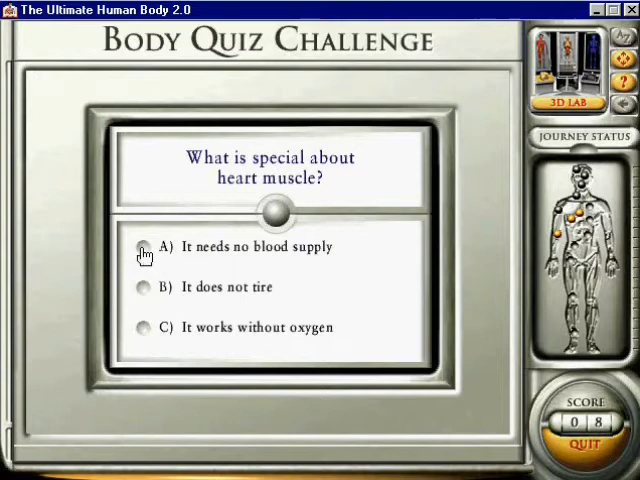 The Ultimate Human Body 2.0
BODY QUIZ CHALLENGE
What is special about
heart muscle?
A) It needs no blood supply
B) It does not tire
C) It works without oxygen
A/Z
?
3D LAB
JOURNEY STATUS
SCORE
0 8
QUIT